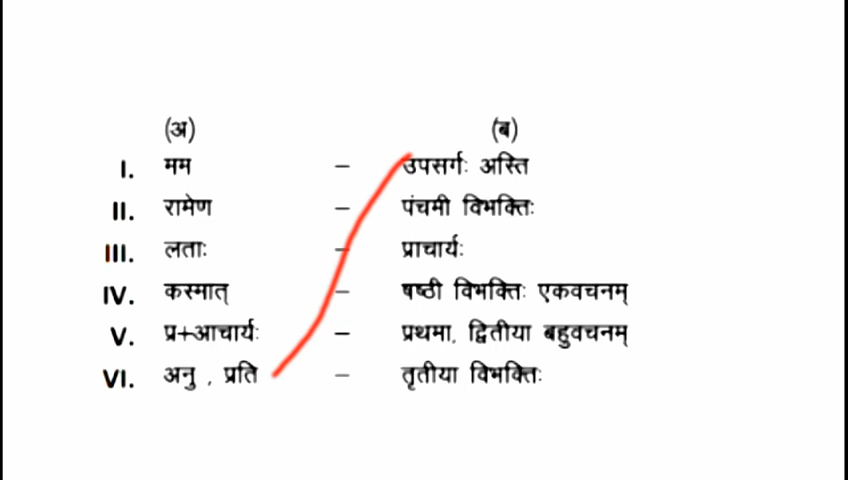 (अ) (ब)
I. मम – उपसर्गः अस्ति
II. रामेण – पंचमी विभक्तिः
III. लताः – प्राचार्यः
IV. कस्मात् – षष्ठी विभक्तिः एकवचनम्
V. प्र+आचार्यः – प्रथमा, द्वितीया बहुवचनम्
VI. अनु , प्रति – तृतीया विभक्तिः